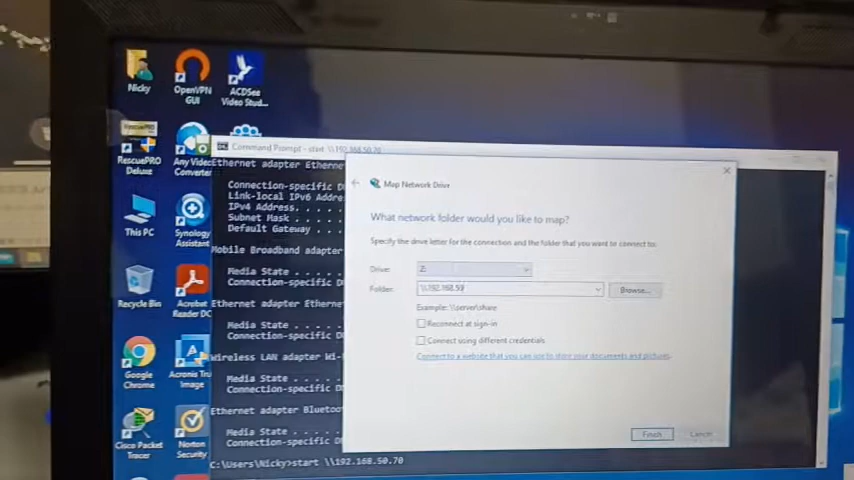 Nicky
OpenVPN
GUI
ACDSee
Video Stud...
RescuePRO
Deluxe
Any Video
Converter
This PC
Synology
Assistant
Recycle Bin
Acrobat
Reader DC
Google
Chrome
Acronis Tru
Image
Cisco Packet
Tracer
Norton
Security
Command Prompt - start \\192.168.50.70
Ethernet adapter Ethernet
Connection-specific D
Link-local IPv6 Addre
IPv4 Address. . . . .
Subnet Mask . . . . .
Default Gateway . . .
Mobile Broadband adapter
Media State . . . . .
Connection-specific D
Ethernet adapter Ethernet
Media State . . . . .
Connection-specific D
Wireless LAN adapter Wi-
Media State . . . . .
Connection-specific D
Ethernet adapter Bluetoo
Media State . . . . .
Connection-specific D
C:\Users\Nicky>start \\192.168.50.70
Map Network Drive
What network folder would you like to map?
Specify the drive letter for the connection and the folder that you want to connect to:
Drive: Z:
Folder: \\192.168.59 Browse...
Example: \\server\share
Reconnect at sign-in
Connect using different credentials
Connect to a website that you can use to store your documents and pictures.
Finish Cancel